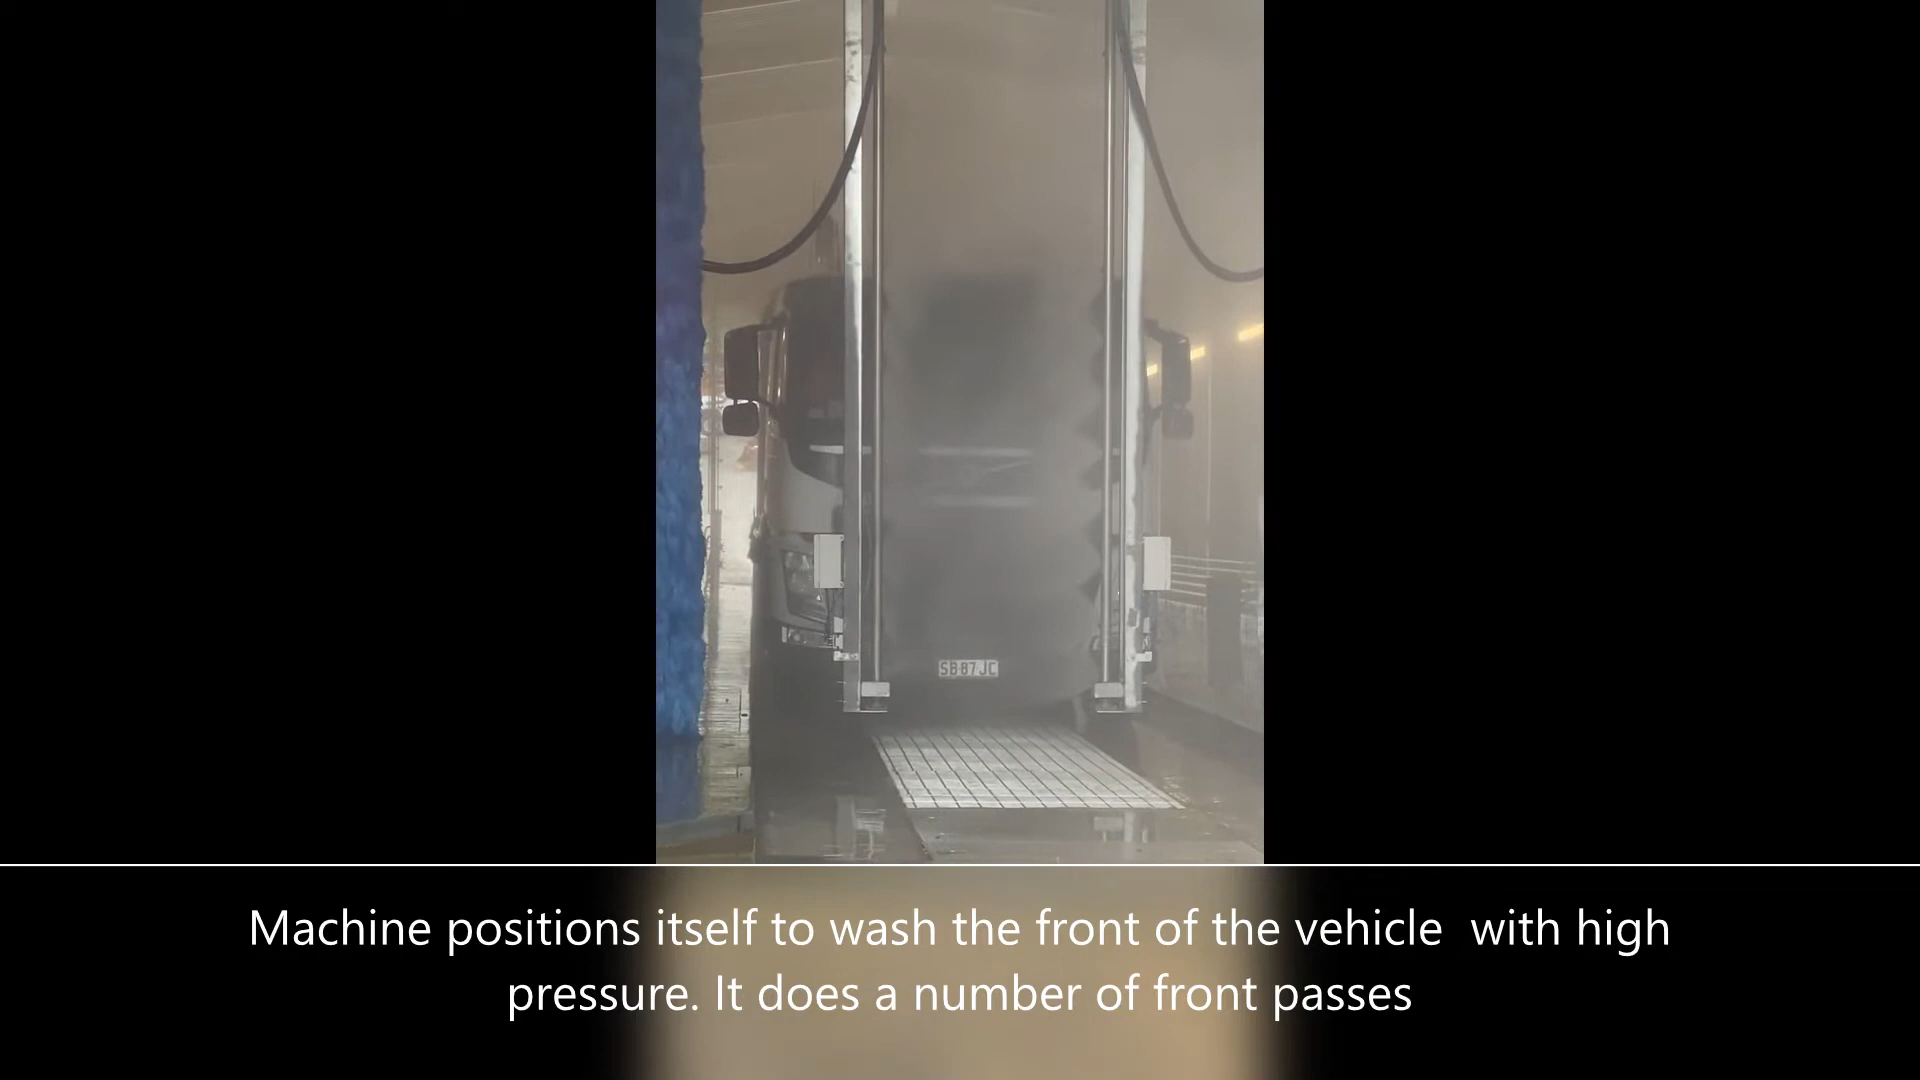 SB87JC
Machine positions itself to wash the front of the vehicle  with high
pressure. It does a number of front passes